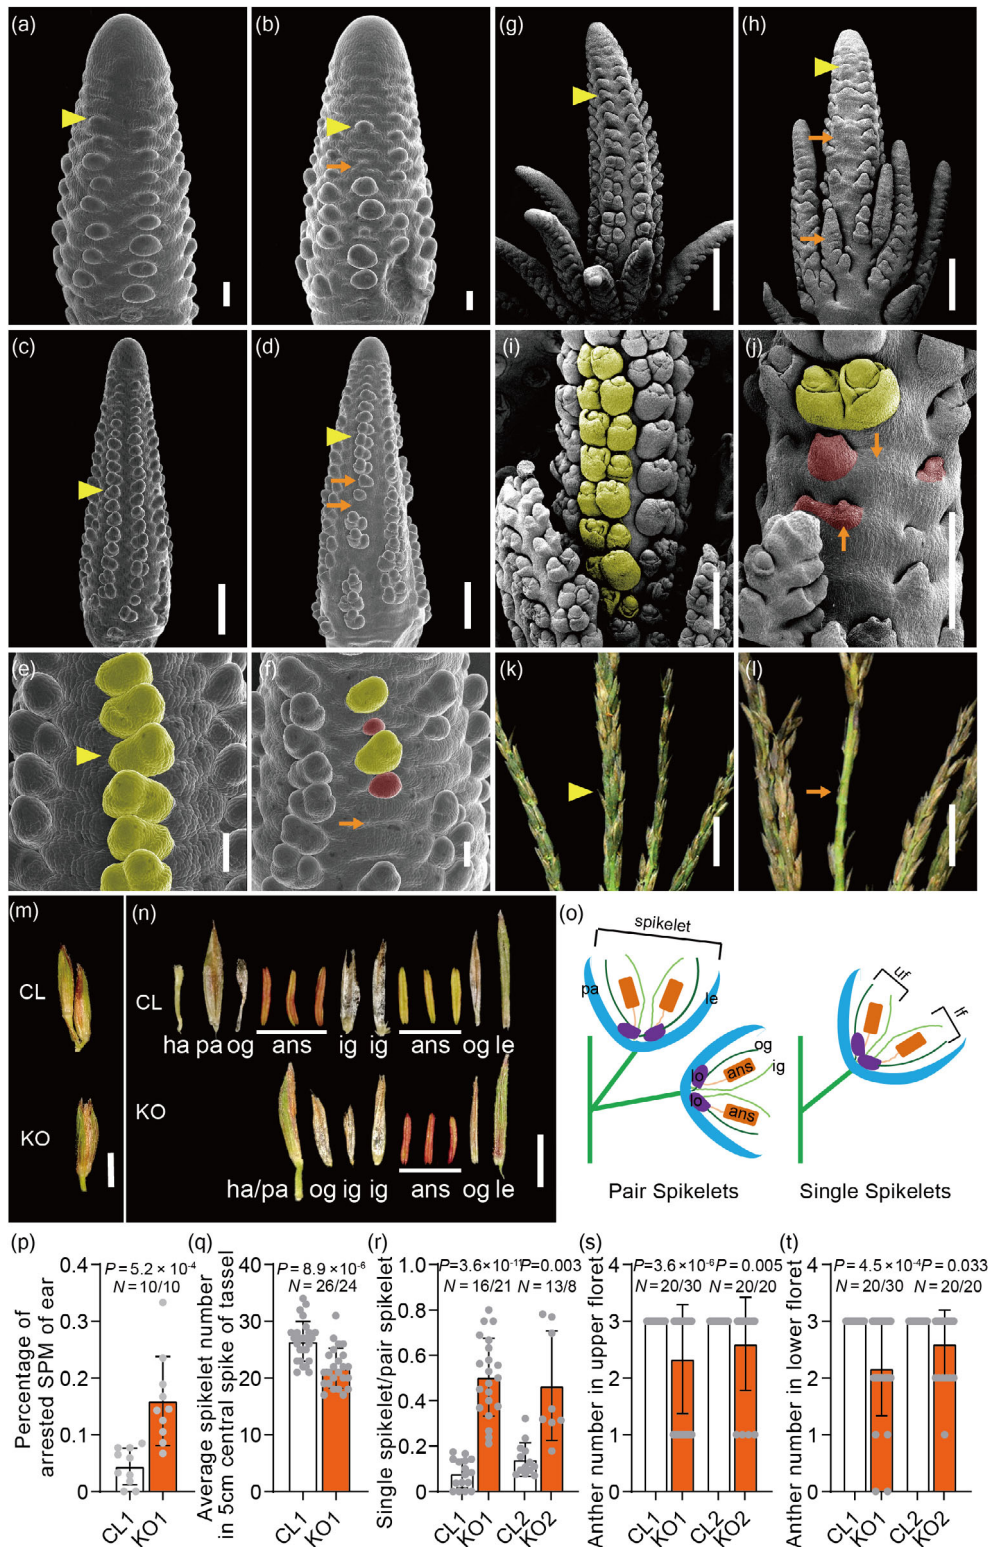 (a)
(b)
(g)
(h)
(c)
(d)
(i)
(j)
(e)
(f)
(k)
(l)
(m)
(n)
(o)
CL
KO
CL
ha pa og ans ig ig ans og le
KO
ha/pa og ig ig ans og le
spikelet
pa
le
og
ig
lo
ans
lo
ans
uf
lf
Pair Spikelets
Single Spikelets
(p)
Percentage of
arrested SPM of ear
0.4
0.3
0.2
0.1
0
P = 5.2 × 10-4
N = 10/10
CL1
KO1
(q)
Average spikelet number
in 5cm central spike of tassel
40
30
20
10
0
P = 8.9 × 10-6
N = 26/24
CL1
KO1
(r)
Single spikelet/pair spikelet
1.0
0.8
0.6
0.4
0.2
0
P=3.6×10-11 P=0.003
N = 16/21 N = 13/8
CL1
KO1
CL2
KO2
(s)
Anther number in upper floret
4
3
2
1
0
P=3.6×10-6 P = 0.005
N = 20/30 N = 20/20
CL1
KO1
CL2
KO2
(t)
Anther number in lower floret
4
3
2
1
0
P = 4.5×10-4 P = 0.033
N = 20/30 N = 20/20
CL1
KO1
CL2
KO2